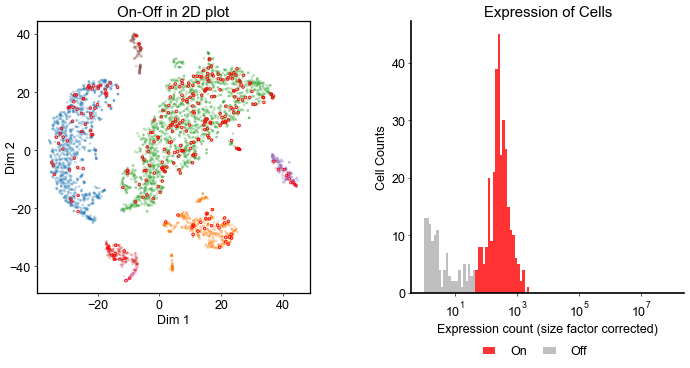 On-Off in 2D plot
40
20
0
−20
−40
Dim 2
−20
0
20
40
Dim 1
Expression of Cells
40
30
20
10
0
Cell Counts
10^1
10^3
10^5
10^7
Expression count (size factor corrected)
On
Off